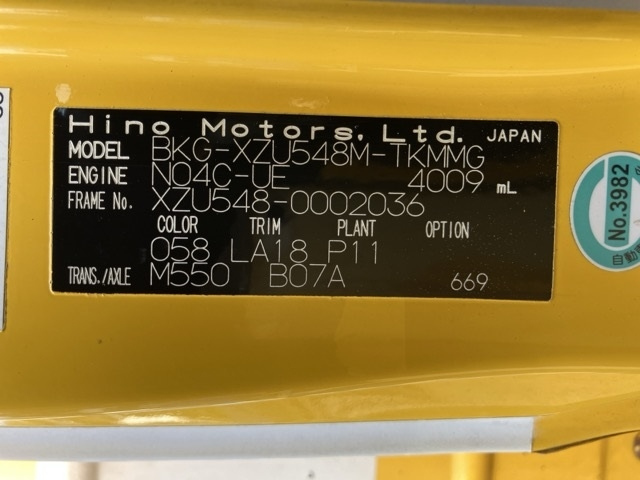 Hino Motors, Ltd. JAPAN
MODEL BKG-XZU548M-TKMMG
ENGINE N04C-UE 4009 mL
FRAME No. XZU548-0002036
COLOR TRIM PLANT OPTION
058 LA18 P11
TRANS./AXLE M550 B07A 669
No.3982